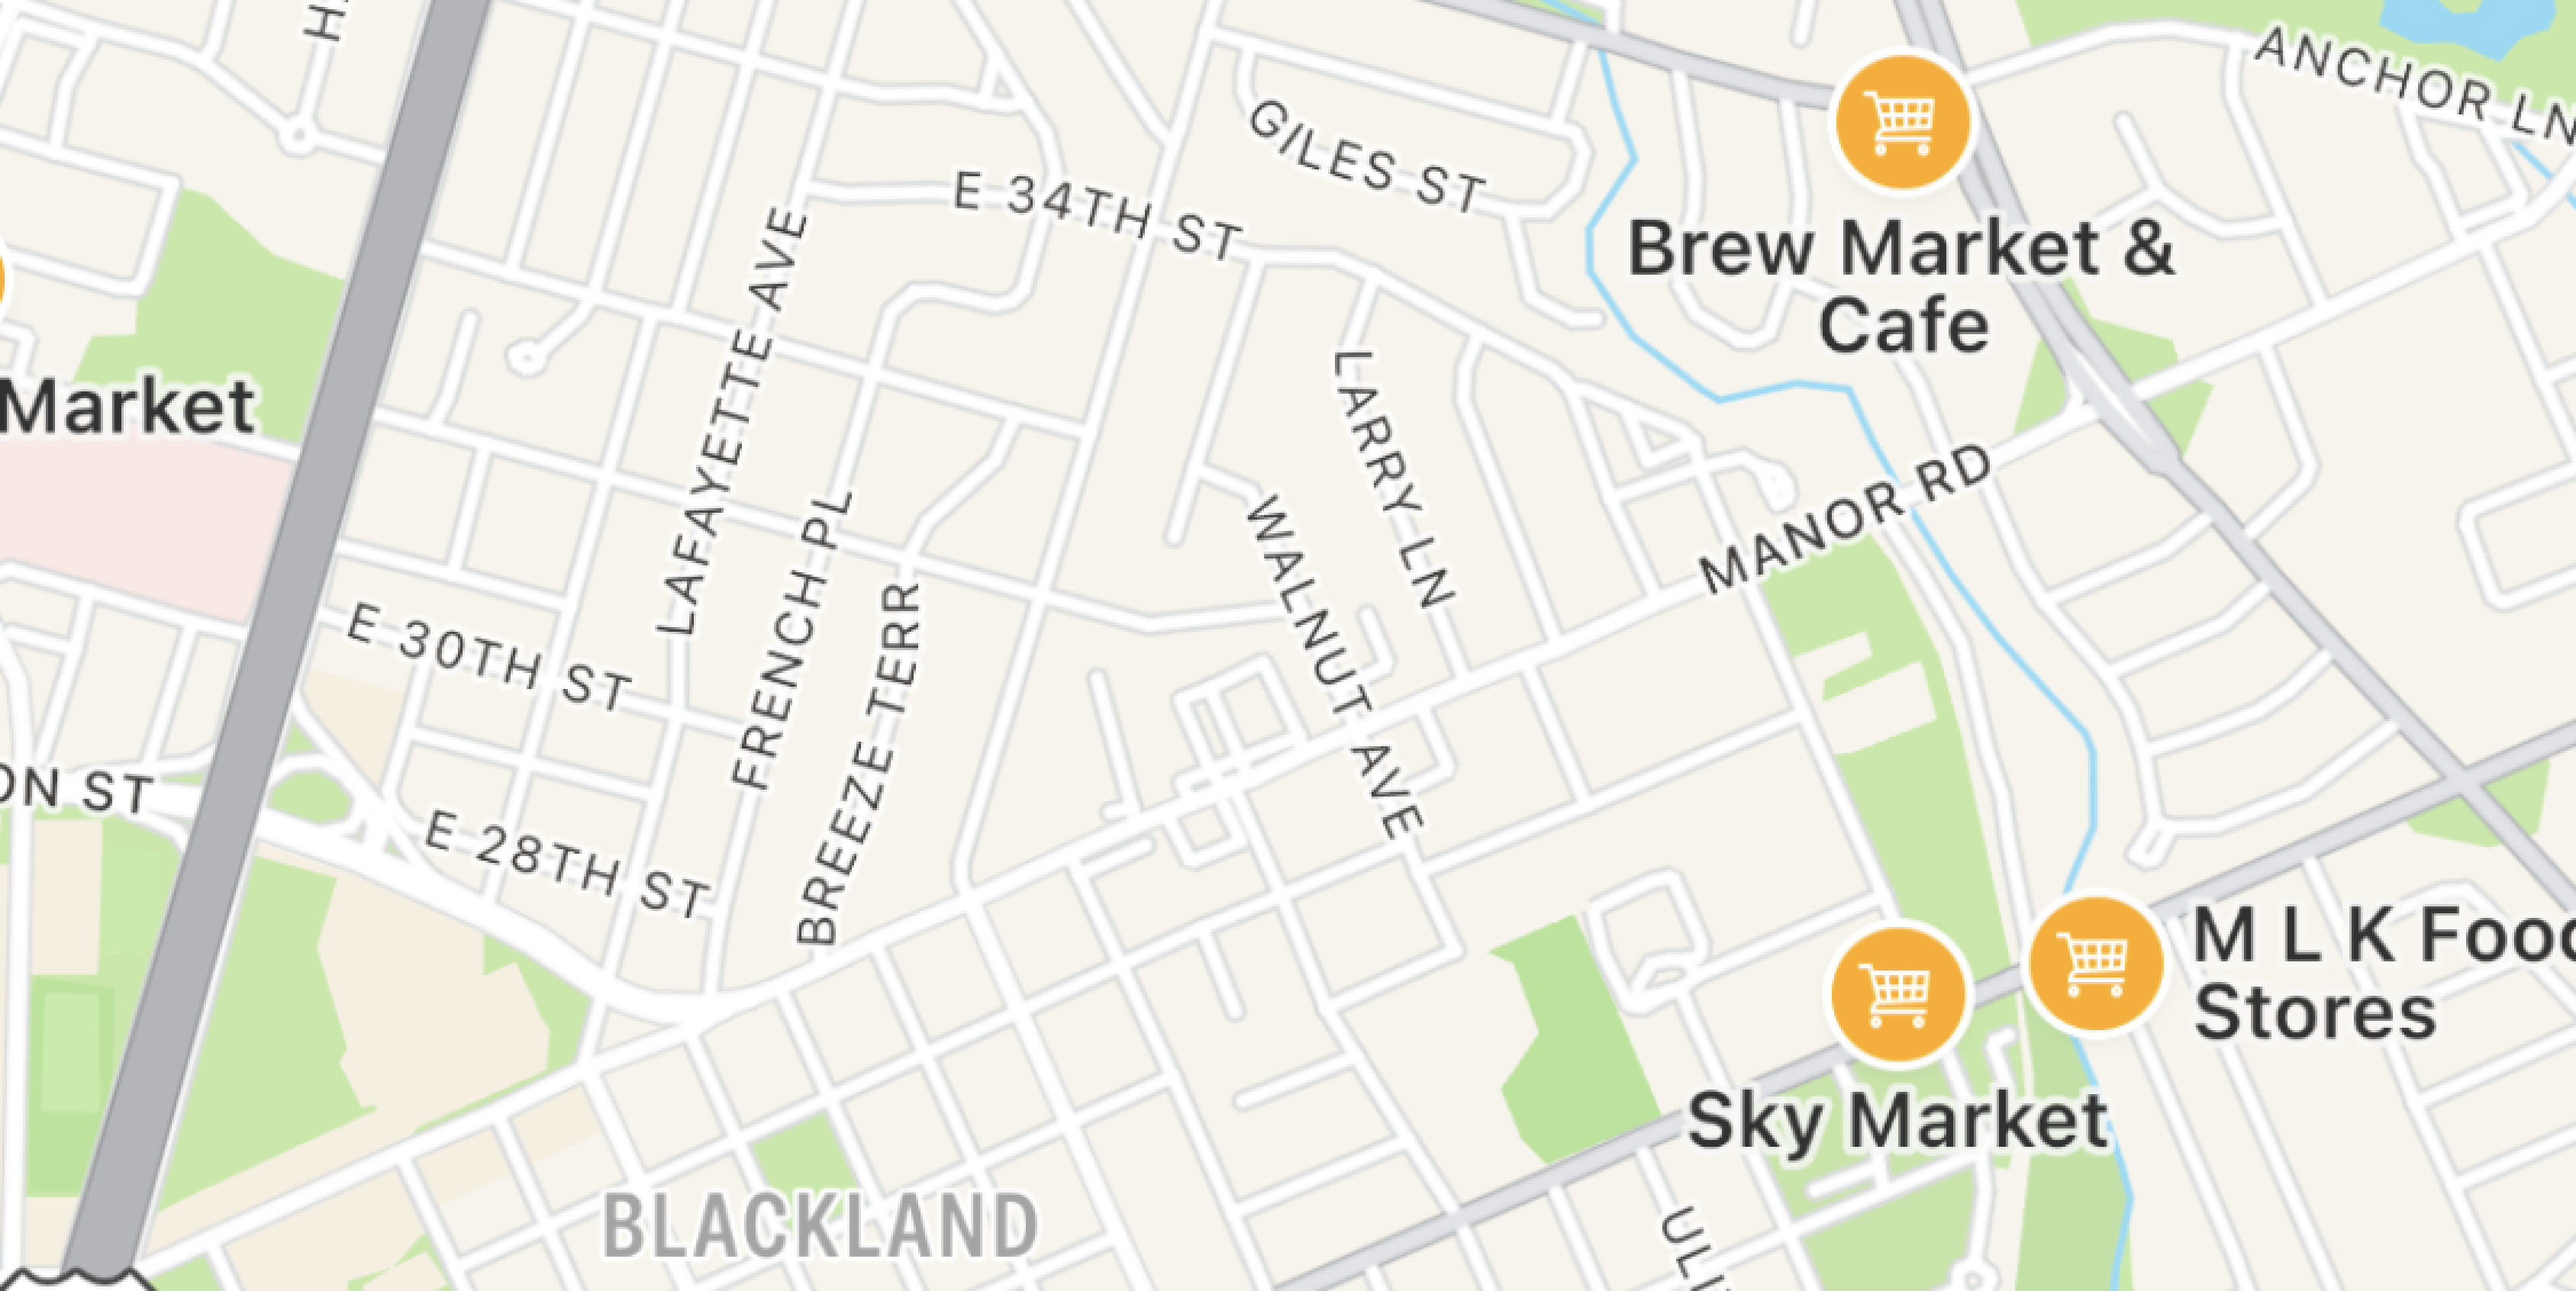 ANCHOR LN
GILES ST
E 34TH ST
Brew Market &
Cafe
LAFAYETTE AVE
Market
LARRY LN
MANOR RD
WALNUT AVE
FRENCH PL
BREEZE TERR
E 30TH ST
ON ST
E 28TH ST
M L K Food
Stores
Sky Market
BLACKLAND
ULI